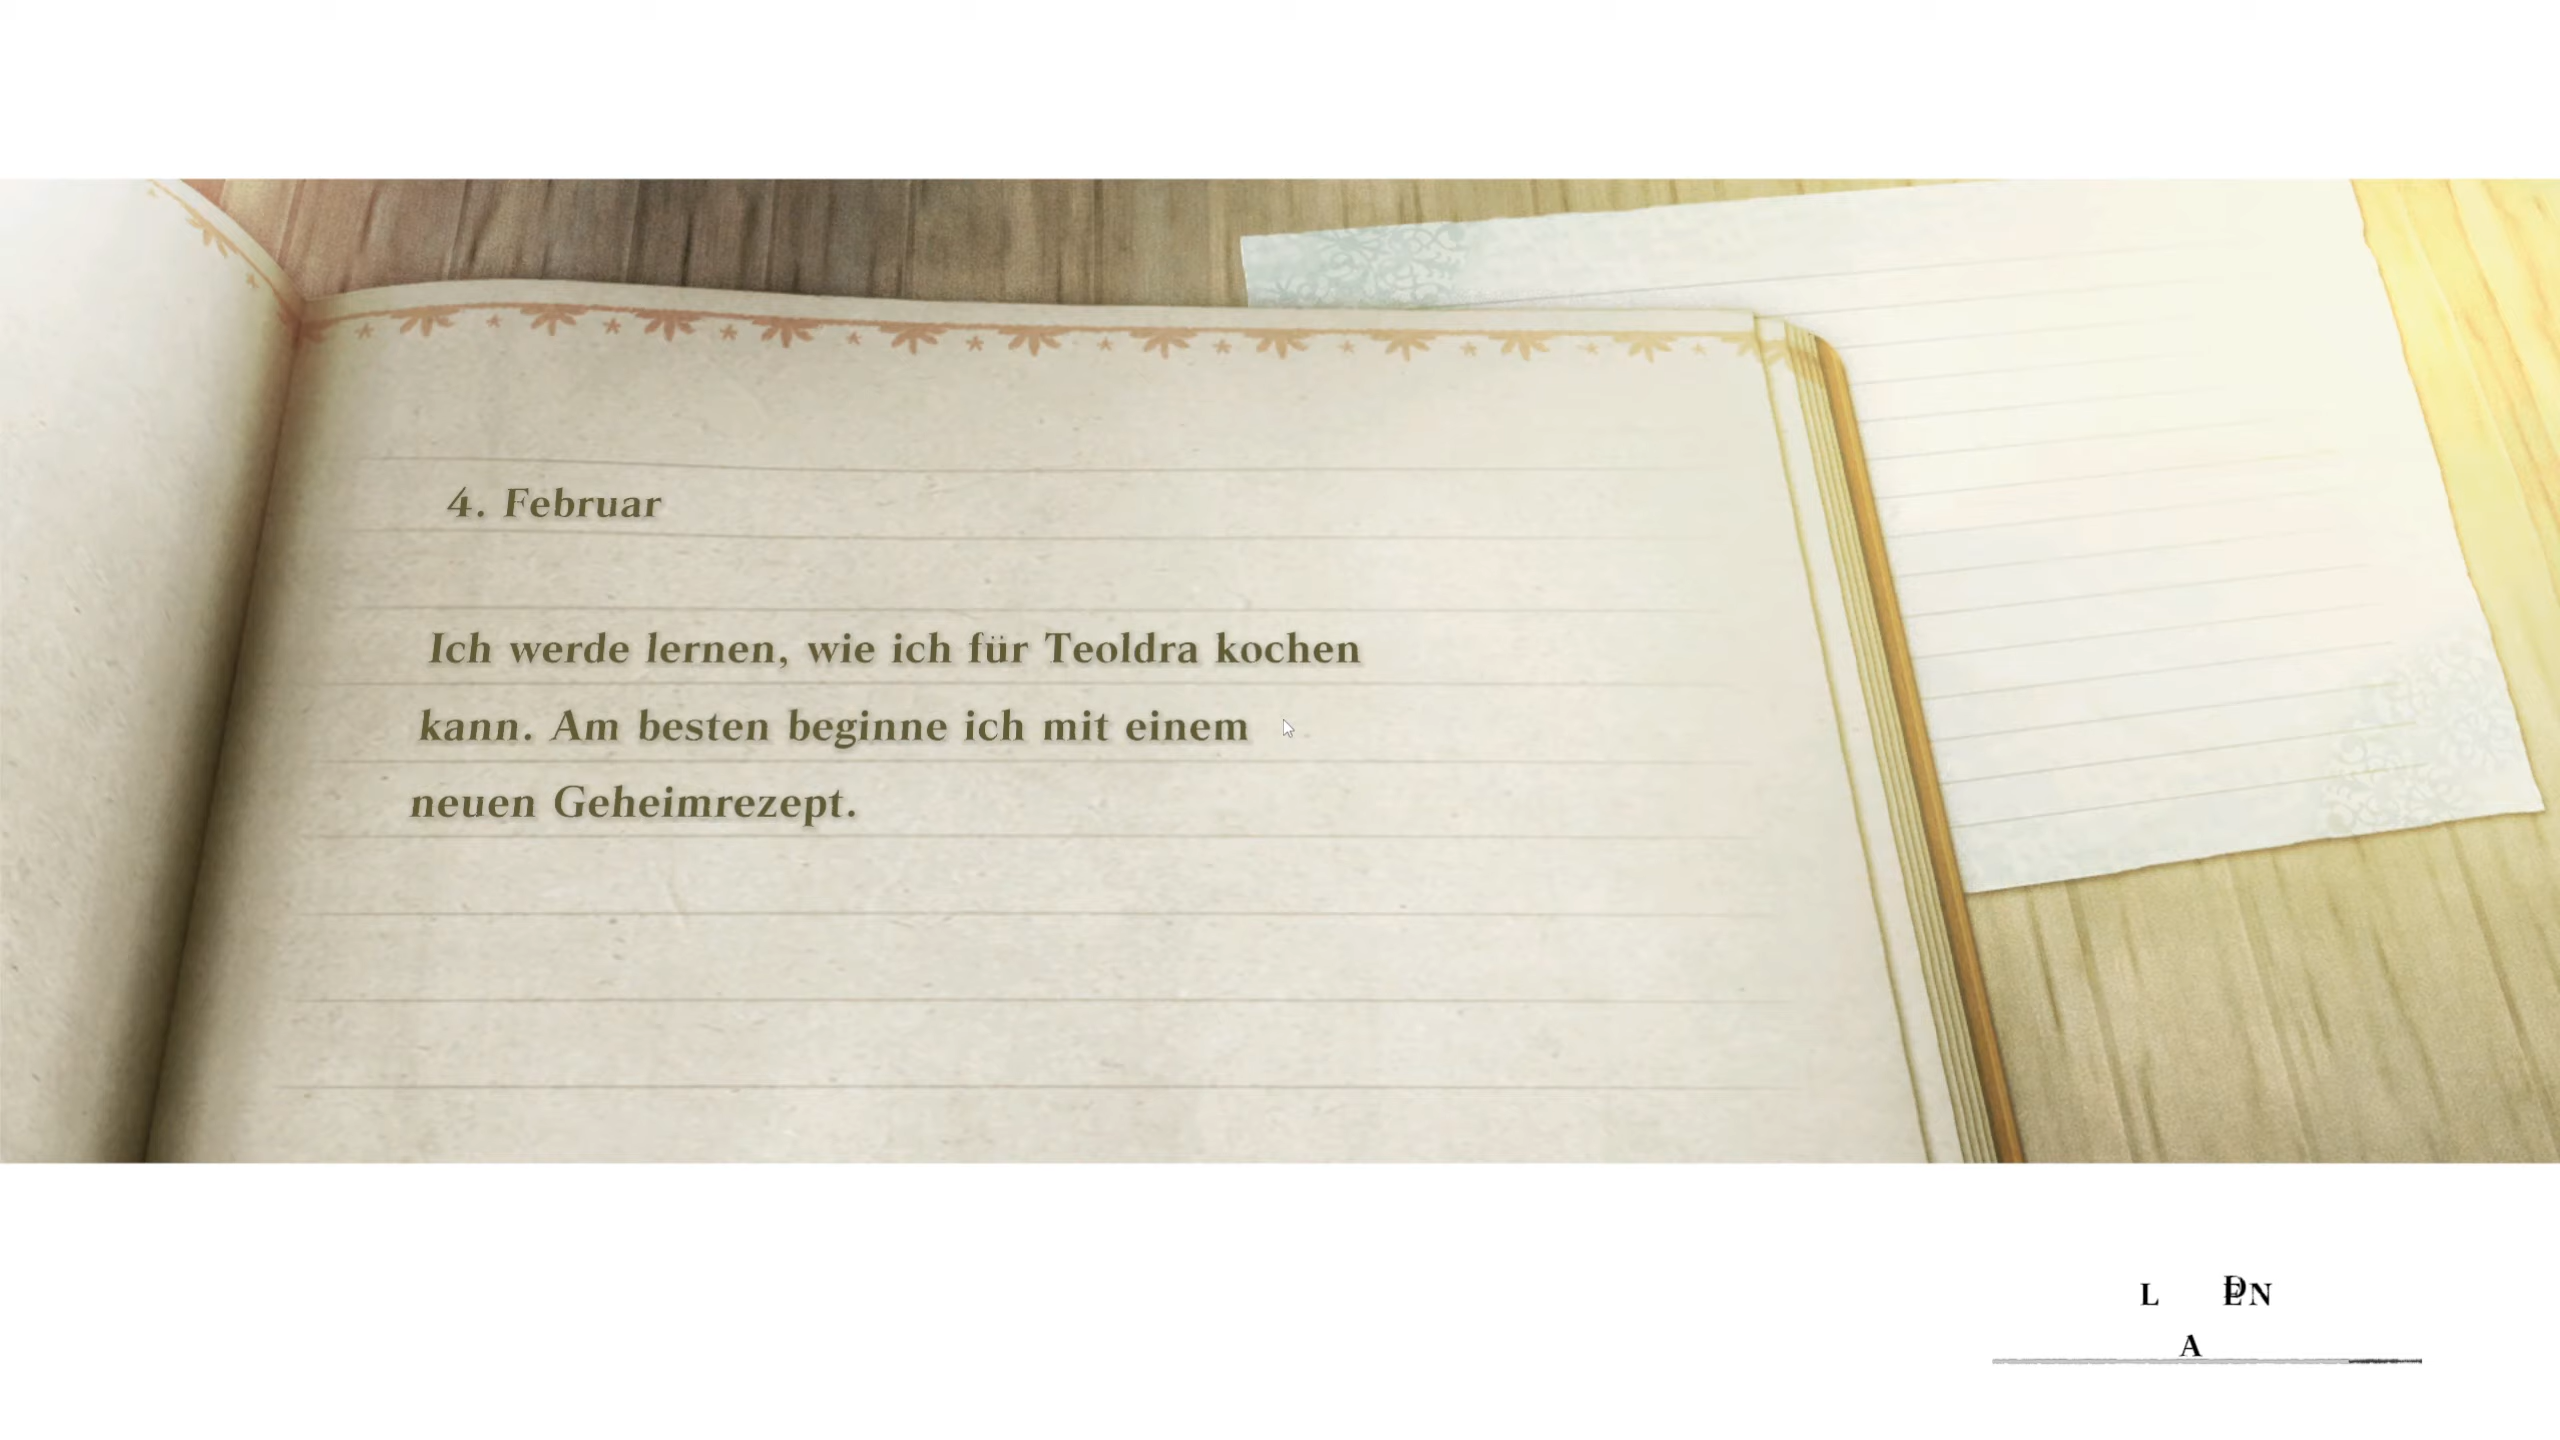 4. Februar
Ich werde lernen, wie ich für Teoldra kochen
kann. Am besten beginne ich mit einem
neuen Geheimrezept.
LADEN